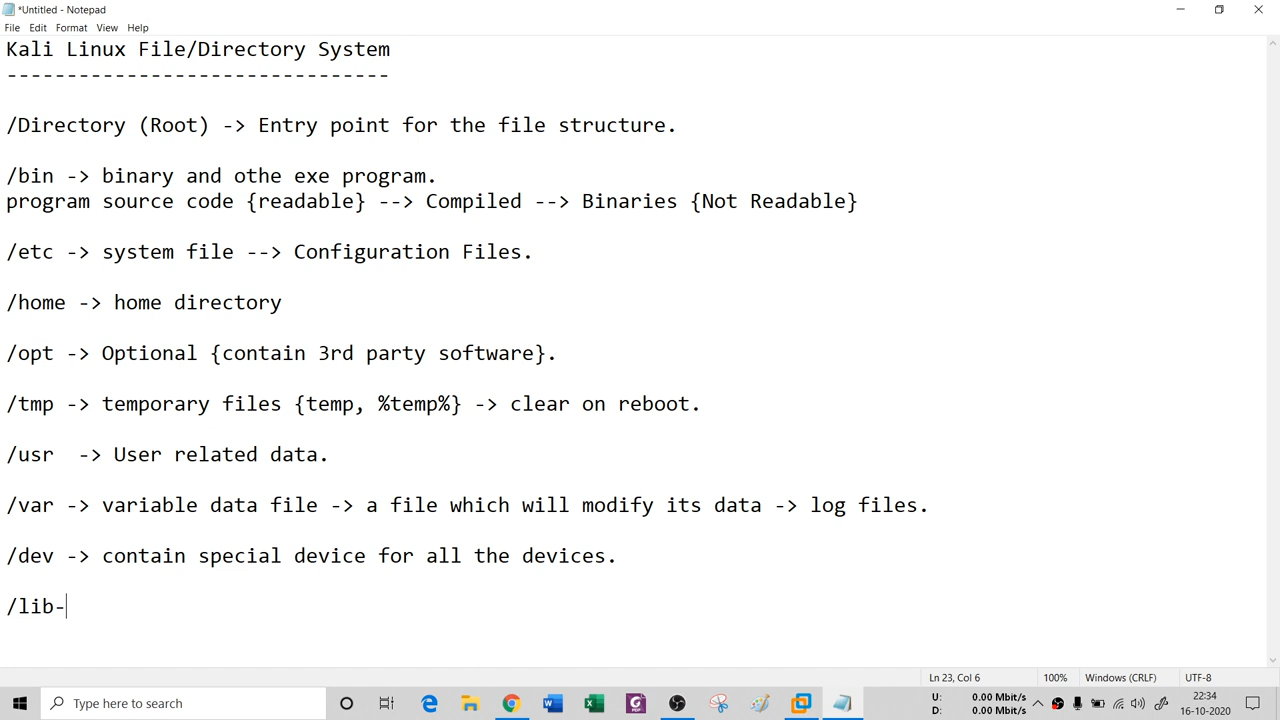 *Untitled - Notepad
File Edit Format View Help
Kali Linux File/Directory System
--------------------------------
/Directory (Root) -> Entry point for the file structure.
/bin -> binary and othe exe program.
program source code {readable} --> Compiled --> Binaries {Not Readable}
/etc -> system file --> Configuration Files.
/home -> home directory
/opt -> Optional {contain 3rd party software}.
/tmp -> temporary files {temp, %temp%} -> clear on reboot.
/usr  -> User related data.
/var -> variable data file -> a file which will modify its data -> log files.
/dev -> contain special device for all the devices.
/lib-
Ln 23, Col 6 100% Windows (CRLF) UTF-8
Type here to search
U: 0.00 Mbit/s
D: 0.00 Mbit/s
22:34
16-10-2020